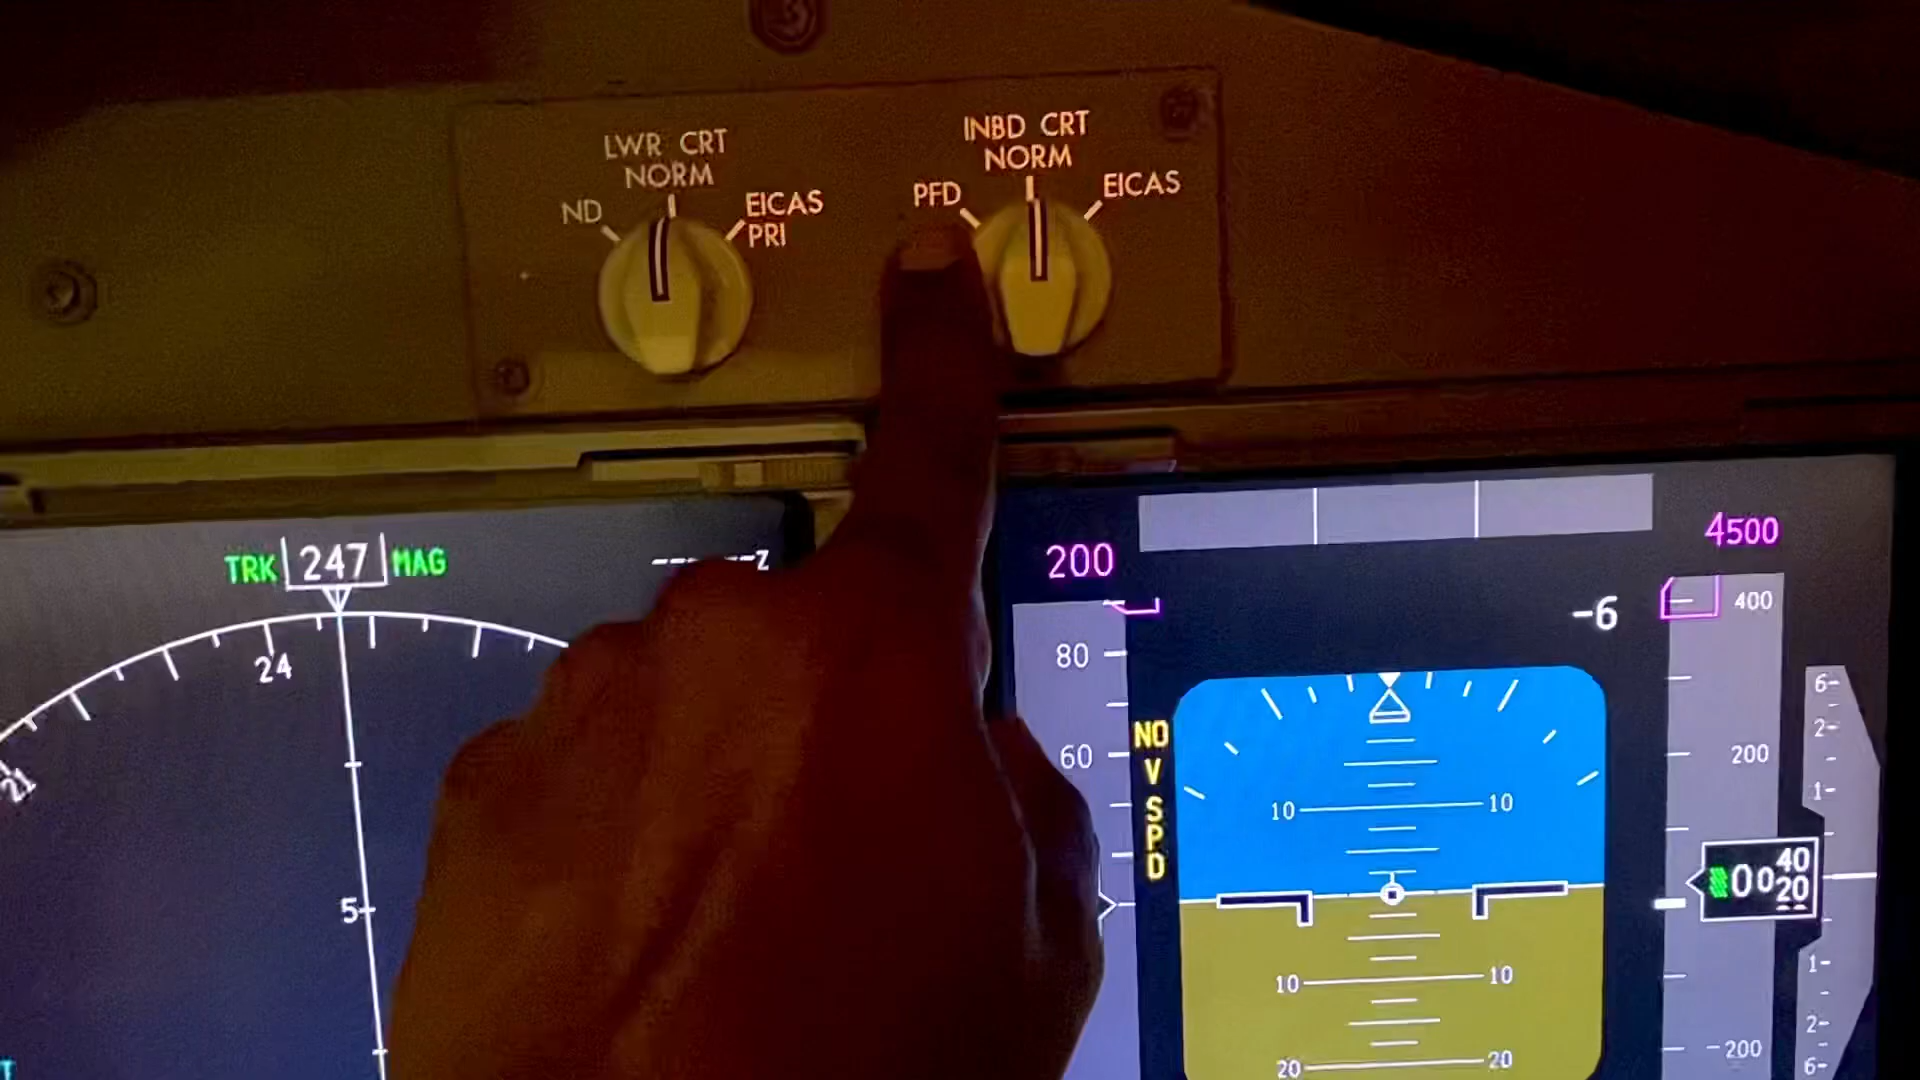 LWR CRT
NORM
ND
EICAS
PRI
INBD CRT
NORM
PFD
EICAS
TRK 247 MAG
------Z
24
21
5
200
4500
-6
80
60
NO
V
S
P
D
10 10
10 10
20 20
400
200
-200
6
2
1
1
2
6
00
40
20